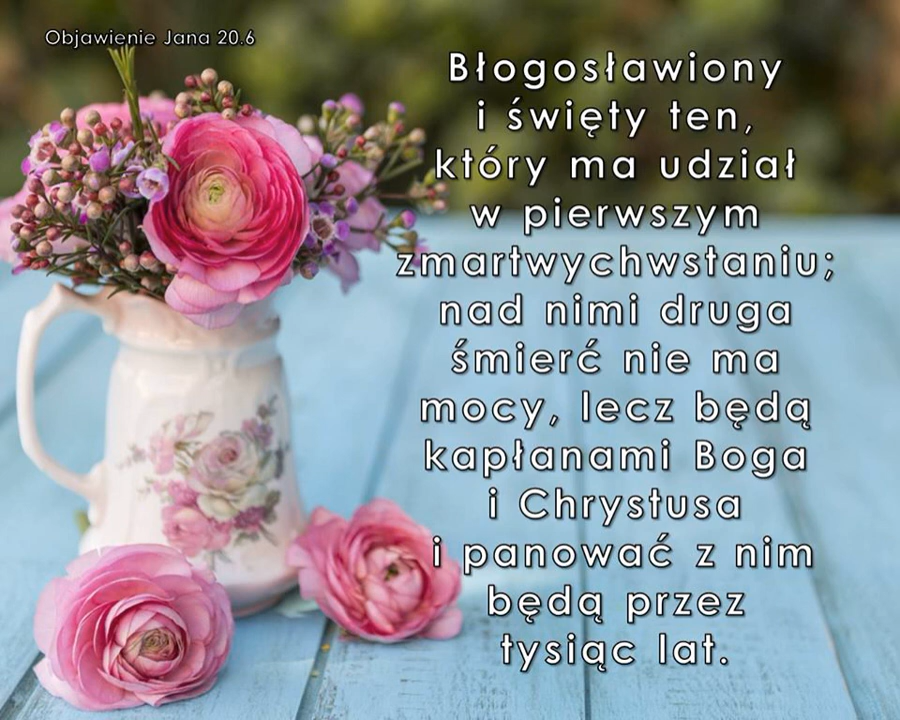 Objawienie Jana 20.6
Błogosławiony
i święty ten,
który ma udział
w pierwszym
zmartwychwstaniu;
nad nimi druga
śmierć nie ma
mocy, lecz będą
kapłanami Boga
i Chrystusa
i panować z nim
będą przez
tysiąc lat.